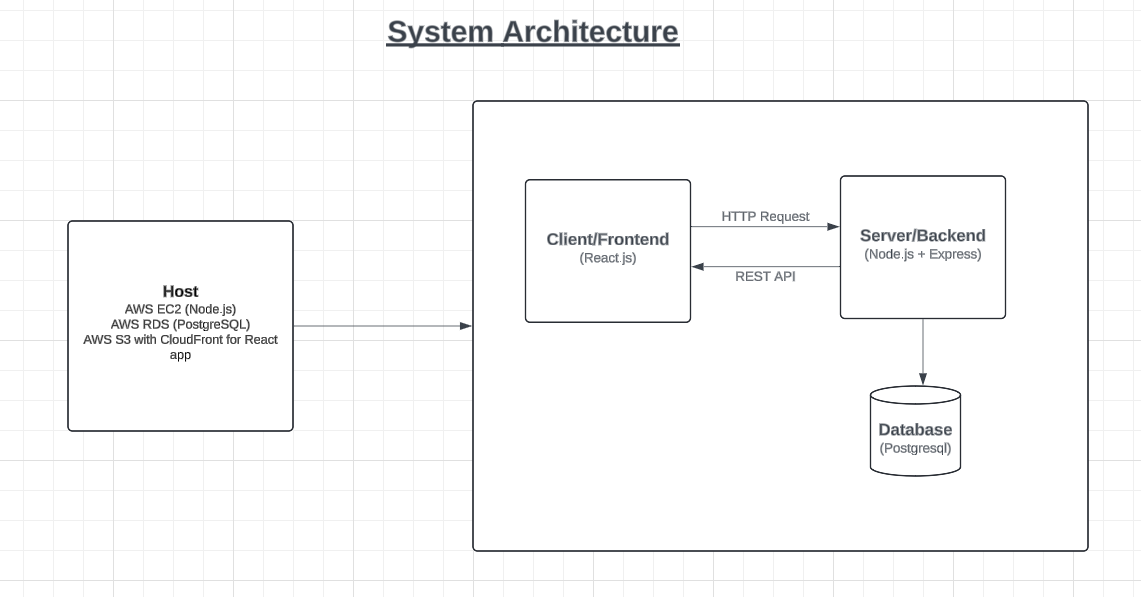 System Architecture
Host
AWS EC2 (Node.js)
AWS RDS (PostgreSQL)
AWS S3 with CloudFront for React
app
Client/Frontend
(React.js)
HTTP Request
REST API
Server/Backend
(Node.js + Express)
Database
(Postgresql)